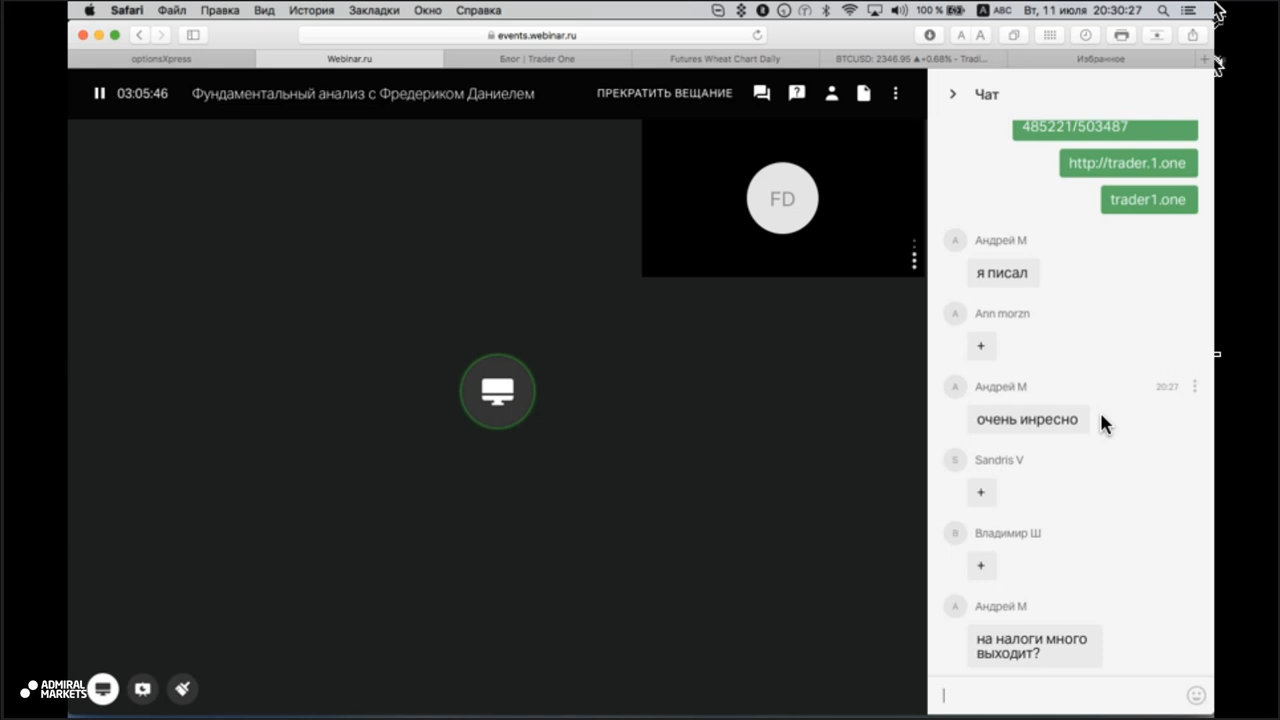 Safari Файл Правка Вид История Закладки Окно Справка 100 % A ABC Вт, 11 июля 20:30:27
events.webinar.ru A A
optionsXpress Webinar.ru Блог | Trader One Futures Wheat Chart Daily BTCUSD: 2346.95 ▲+0.68% - Tradi... Избранное +
03:05:46 Фундаментальный анализ с Фредериком Даниелем ПРЕКРАТИТЬ ВЕЩАНИЕ
Чат
485221/503487
http://trader.1.one
trader1.one
FD
A Андрей М
я писал
A Ann morzn
+
A Андрей М 20:27
очень инресно
S Sandris V
+
В Владимир Ш
+
A Андрей М
на налоги много
выходит?
ADMIRAL
MARKETS